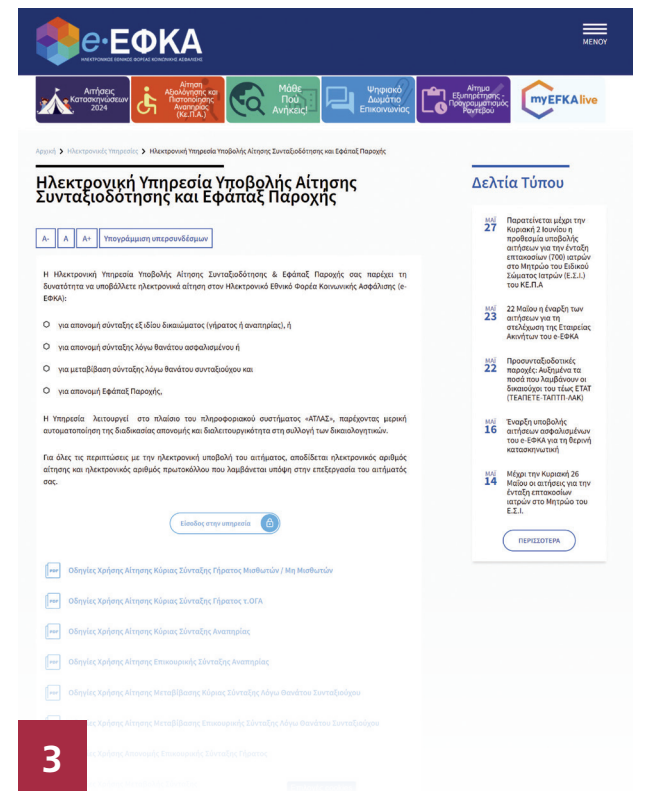 e-ΕΦΚΑ
ΗΛΕΚΤΡΟΝΙΚΟΣ ΕΘΝΙΚΟΣ ΦΟΡΕΑΣ ΚΟΙΝΩΝΙΚΗΣ ΑΣΦΑΛΙΣΗΣ
ΜΕΝΟΥ
Αιτήσεις
Κατασκηνώσεων
2024
Αίτηση
Αξιολόγησης και
Πιστοποίησης
Αναπηρίας
(Κε.Π.Α.)
Μάθε
Πού
Ανήκεις!
Ψηφιακό
Δωμάτιο
Επικοινωνίας
Αίτημα
Εξυπηρέτησης -
Προγραμματισμός
Ραντεβού
myEFKAlive
Αρχική > Ηλεκτρονικές Υπηρεσίες > Ηλεκτρονική Υπηρεσία Υποβολής Αίτησης Συνταξιοδότησης και Εφάπαξ Παροχής
Ηλεκτρονική Υπηρεσία Υποβολής Αίτησης
Συνταξιοδότησης και Εφάπαξ Παροχής
A- A A+ Υπογράμμιση υπερσυνδέσμων
Η Ηλεκτρονική Υπηρεσία Υποβολής Αίτησης Συνταξιοδότησης & Εφάπαξ Παροχής σας παρέχει τη
δυνατότητα να υποβάλλετε ηλεκτρονικά αίτηση στον Ηλεκτρονικό Εθνικό Φορέα Κοινωνικής Ασφάλισης (e-
ΕΦΚΑ):
για απονομή σύνταξης εξ ιδίου δικαιώματος (γήρατος ή αναπηρίας), ή
για απονομή σύνταξης λόγω θανάτου ασφαλισμένου ή
για μεταβίβαση σύνταξης λόγω θανάτου συνταξιούχου και
για απονομή Εφάπαξ Παροχής,
Η Υπηρεσία λειτουργεί στο πλαίσιο του πληροφοριακού συστήματος «ΑΤΛΑΣ», παρέχοντας μερική
αυτοματοποίηση της διαδικασίας απονομής και διαλειτουργικότητα στη συλλογή των δικαιολογητικών.
Για όλες τις περιπτώσεις με την ηλεκτρονική υποβολή του αιτήματος, αποδίδεται ηλεκτρονικός αριθμός
αίτησης και ηλεκτρονικός αριθμός πρωτοκόλλου που λαμβάνεται υπόψη στην επεξεργασία του αιτήματός
σας.
Είσοδος στην υπηρεσία
PDF Οδηγίες Χρήσης Αίτησης Κύριας Σύνταξης Γήρατος Μισθωτών / Μη Μισθωτών
PDF Οδηγίες Χρήσης Αίτησης Κύριας Σύνταξης Γήρατος τ.ΟΓΑ
PDF Οδηγίες Χρήσης Αίτησης Κύριας Σύνταξης Αναπηρίας
PDF Οδηγίες Χρήσης Αίτησης Επικουρικής Σύνταξης Αναπηρίας
PDF Οδηγίες Χρήσης Αίτησης Μεταβίβασης Κύριας Σύνταξης Λόγω Θανάτου Συνταξιούχου
Χρήσης Αίτησης Μεταβίβασης Επικουρικής Σύνταξης Λόγω Θανάτου Συνταξιούχου
3
Δελτία Τύπου
ΜΑΪ
27
Παρατείνεται μέχρι την
Κυριακή 2 Ιουνίου η
προθεσμία υποβολής
αιτήσεων για την ένταξη
επτακοσίων (700) ιατρών
στο Μητρώο του Ειδικού
Σώματος Ιατρών (Ε.Σ.Ι.)
του ΚΕ.Π.Α
ΜΑΪ
23
22 Μαΐου η έναρξη των
αιτήσεων για τη
στελέχωση της Εταιρείας
Ακινήτων του e-ΕΦΚΑ
ΜΑΪ
22
Προσυνταξιοδοτικές
παροχές: Αυξημένα τα
ποσά που λαμβάνουν οι
δικαιούχοι του τέως ΕΤΑΤ
(ΤΕΑΠΕΤΕ-ΤΑΠΤΠ-ΛΑΚ)
ΜΑΪ
16
Έναρξη υποβολής
αιτήσεων ασφαλισμένων
του e-ΕΦΚΑ για τη θερινή
κατασκηνωτική
ΜΑΪ
14
Μέχρι την Κυριακή 26
Μαΐου οι αιτήσεις για την
ένταξη επτακοσίων
ιατρών στο Μητρώο του
Ε.Σ.Ι.
ΠΕΡΙΣΣΟΤΕΡΑ